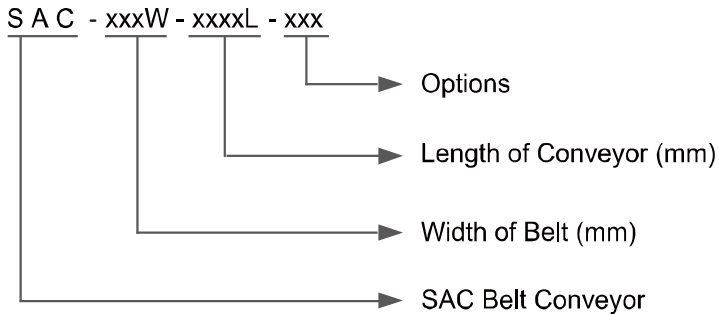 S A C - xxxW - xxxxL - xxx
Options
Length of Conveyor (mm)
Width of Belt (mm)
SAC Belt Conveyor